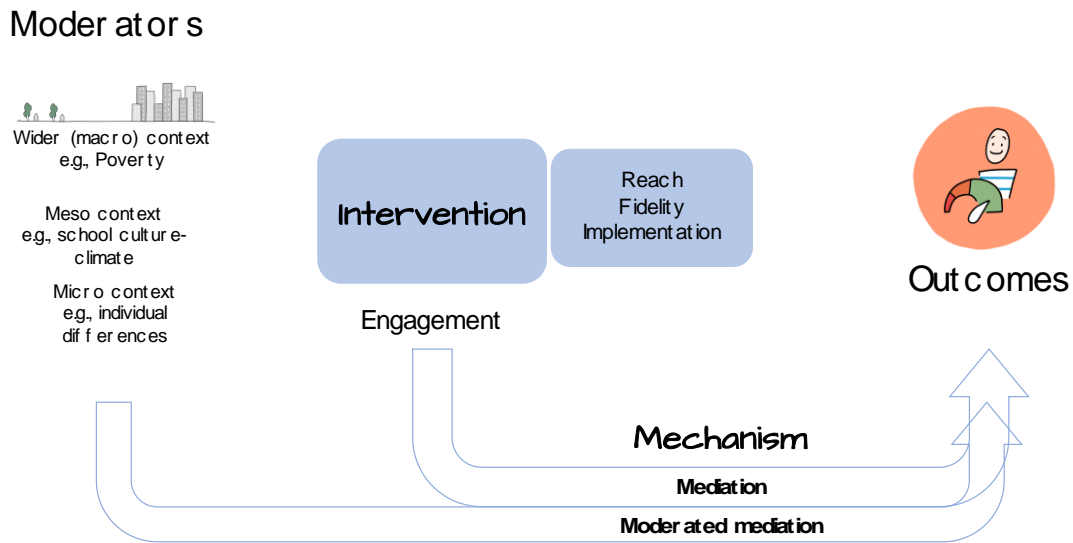 Moderators
Wider (macro) context
e.g., Poverty
Meso context
e.g., school culture-
climate
Micro context
e.g., individual
differences
Intervention
Reach
Fidelity
Implementation
Engagement
Outcomes
Mechanism
Mediation
Moderated mediation